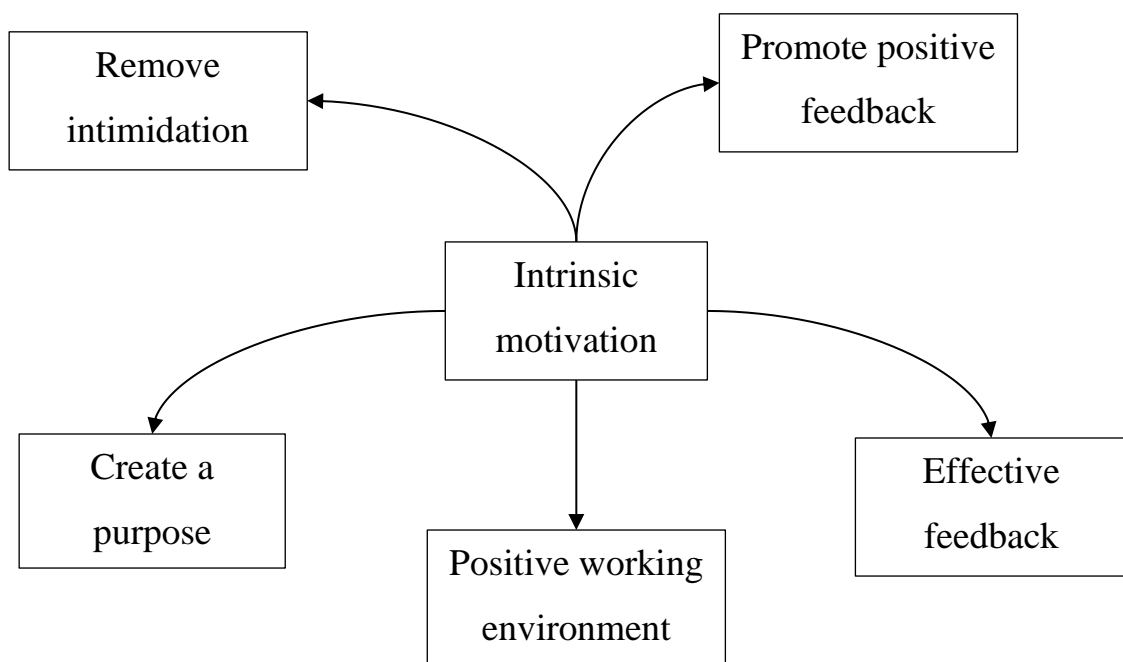 Remove
intimidation
Promote positive
feedback
Intrinsic
motivation
Create a
purpose
Positive working
environment
Effective
feedback